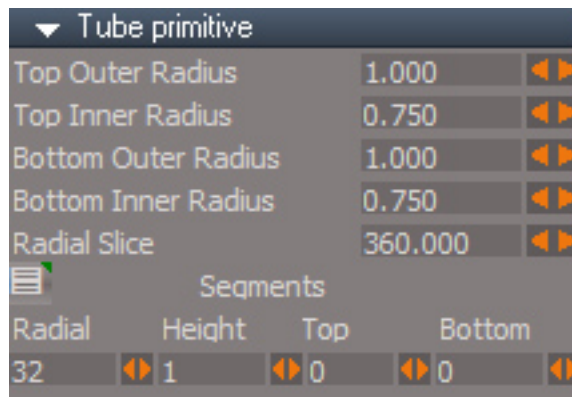 Tube primitive
Top Outer Radius 1.000
Top Inner Radius 0.750
Bottom Outer Radius 1.000
Bottom Inner Radius 0.750
Radial Slice 360.000
Segments
Radial Height Top Bottom
32 1 0 0